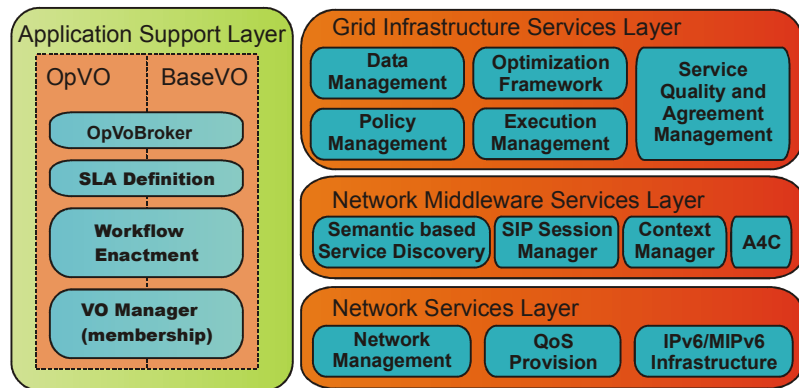 Application Support Layer
OpVO
BaseVO
OpVoBroker
SLA Definition
Workflow
Enactment
VO Manager
(membership)
Grid Infrastructure Services Layer
Data
Management
Optimization
Framework
Service
Quality and
Agreement
Management
Policy
Management
Execution
Management
Network Middleware Services Layer
Semantic based
Service Discovery
SIP Session
Manager
Context
Manager
A4C
Network Services Layer
Network
Management
QoS
Provision
IPv6/MIPv6
Infrastructure